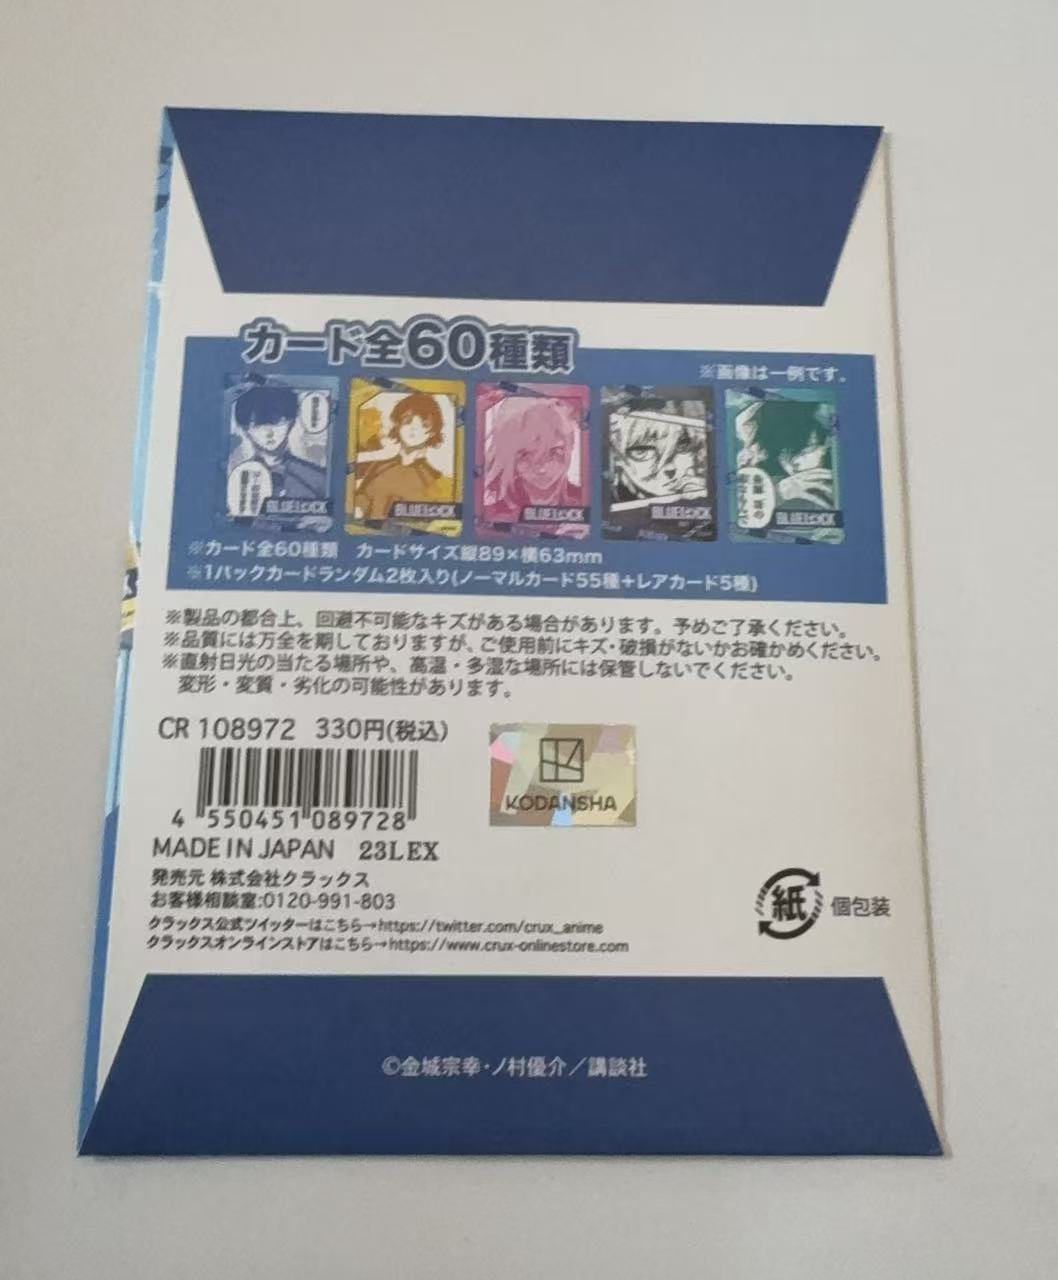 カード全60種類
※画像は一例です。
BLUELOCK
BLUELOCK
BLUELOCK
BLUELOCK
BLUELOCK
※カード全60種類 カードサイズ縦89×横63mm
※1パックカードランダム2枚入り(ノーマルカード55種+レアカード5種)
※製品の都合上、回避不可能なキズがある場合があります。予めご了承ください。
※品質には万全を期しておりますが、ご使用前にキズ・破損がないかお確かめください。
※直射日光の当たる場所や、高温・多湿な場所には保管しないでください。
変形・変質・劣化の可能性があります。
CR 108972 330円(税込)
4 550451 089728
KODANSHA
MADE IN JAPAN 23LEX
発売元 株式会社クラックス
お客様相談室:0120-991-803
クラックス公式ツイッターはこちら→https://twitter.com/crux_anime
クラックスオンラインストアはこちら→https://www.crux-onlinestore.com
紙 個包装
©金城宗幸・ノ村優介／講談社